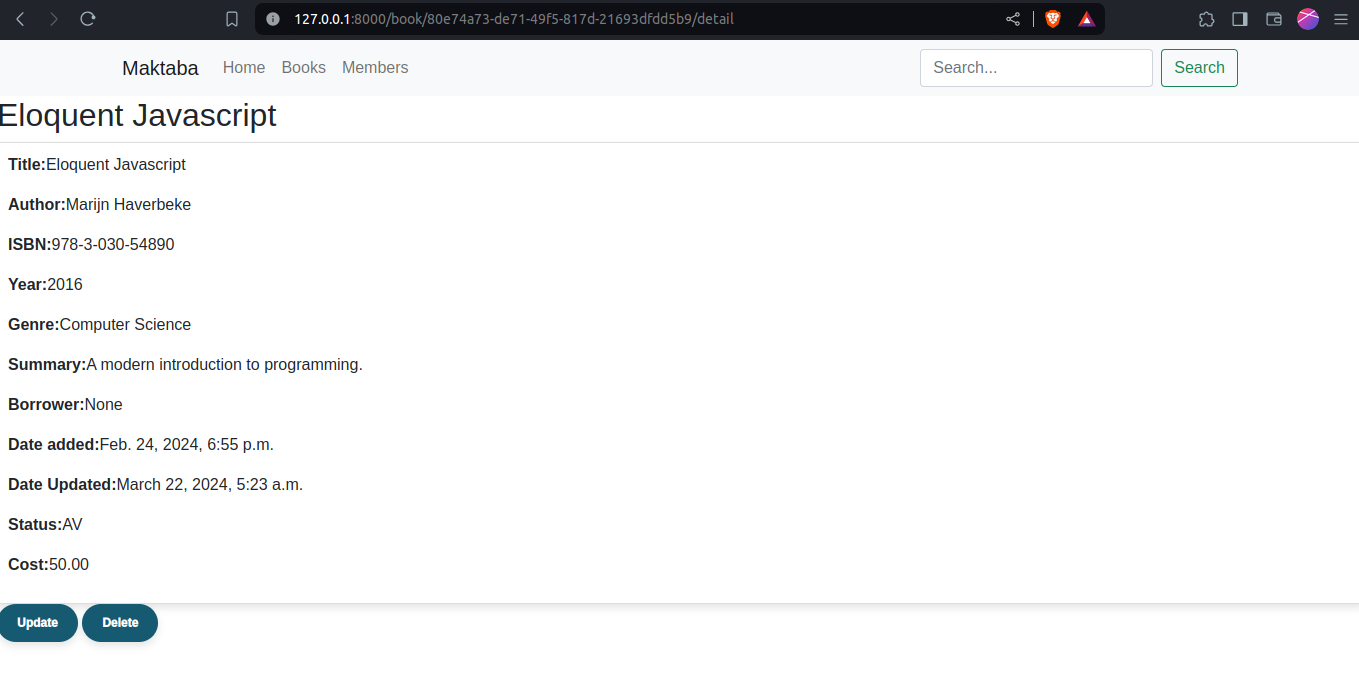 127.0.0.1:8000/book/80e74a73-de71-49f5-817d-21693dfdd5b9/detail
Maktaba Home Books Members Search... Search
Eloquent Javascript
Title:Eloquent Javascript
Author:Marijn Haverbeke
ISBN:978-3-030-54890
Year:2016
Genre:Computer Science
Summary:A modern introduction to programming.
Borrower:None
Date added:Feb. 24, 2024, 6:55 p.m.
Date Updated:March 22, 2024, 5:23 a.m.
Status:AV
Cost:50.00
Update Delete